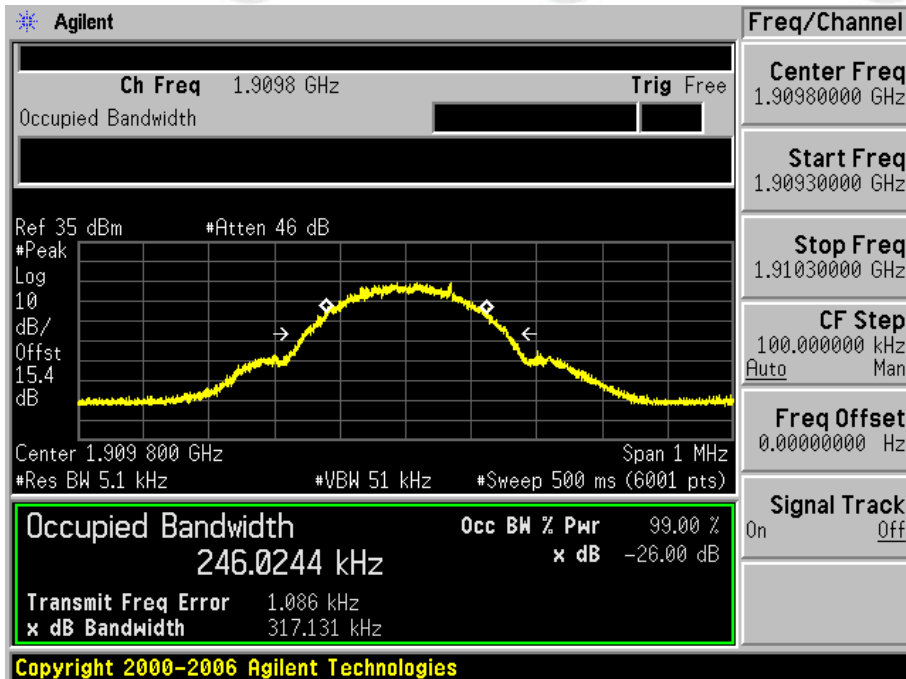 Agilent
Freq/Channel
Ch Freq 1.9098 GHz Trig Free
Occupied Bandwidth
Center Freq
1.90980000 GHz
Start Freq
1.90930000 GHz
Stop Freq
1.91030000 GHz
CF Step
100.000000 kHz
Auto Man
Freq Offset
0.00000000 Hz
Signal Track
On Off
Ref 35 dBm #Atten 46 dB
#Peak
Log
10
dB/
Offst
15.4
dB
Center 1.909 800 GHz Span 1 MHz
#Res BW 5.1 kHz #VBW 51 kHz #Sweep 500 ms (6001 pts)
Occupied Bandwidth Occ BW % Pwr 99.00 %
246.0244 kHz x dB -26.00 dB
Transmit Freq Error 1.086 kHz
x dB Bandwidth 317.131 kHz
Copyright 2000-2006 Agilent Technologies